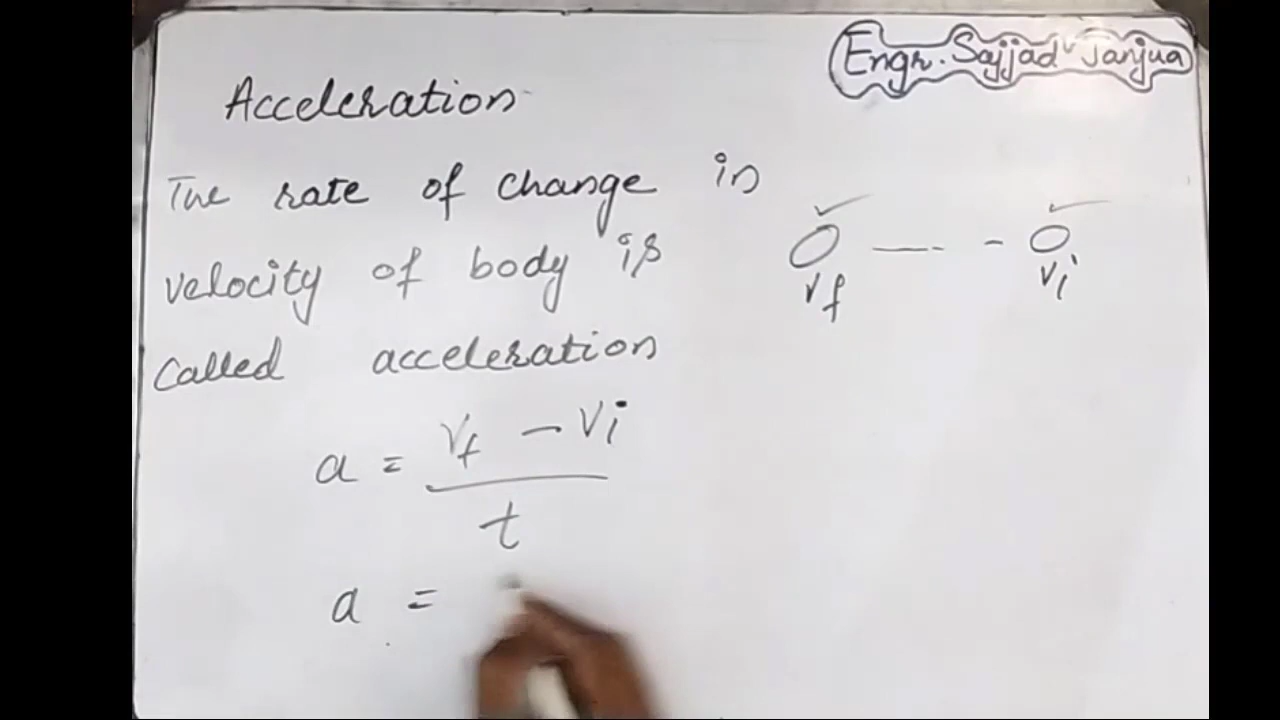 Engr. Sajjad Janjua
Acceleration
The rate of change in
velocity of body is
called acceleration
a = vf - vi
t
a =
vf
vi